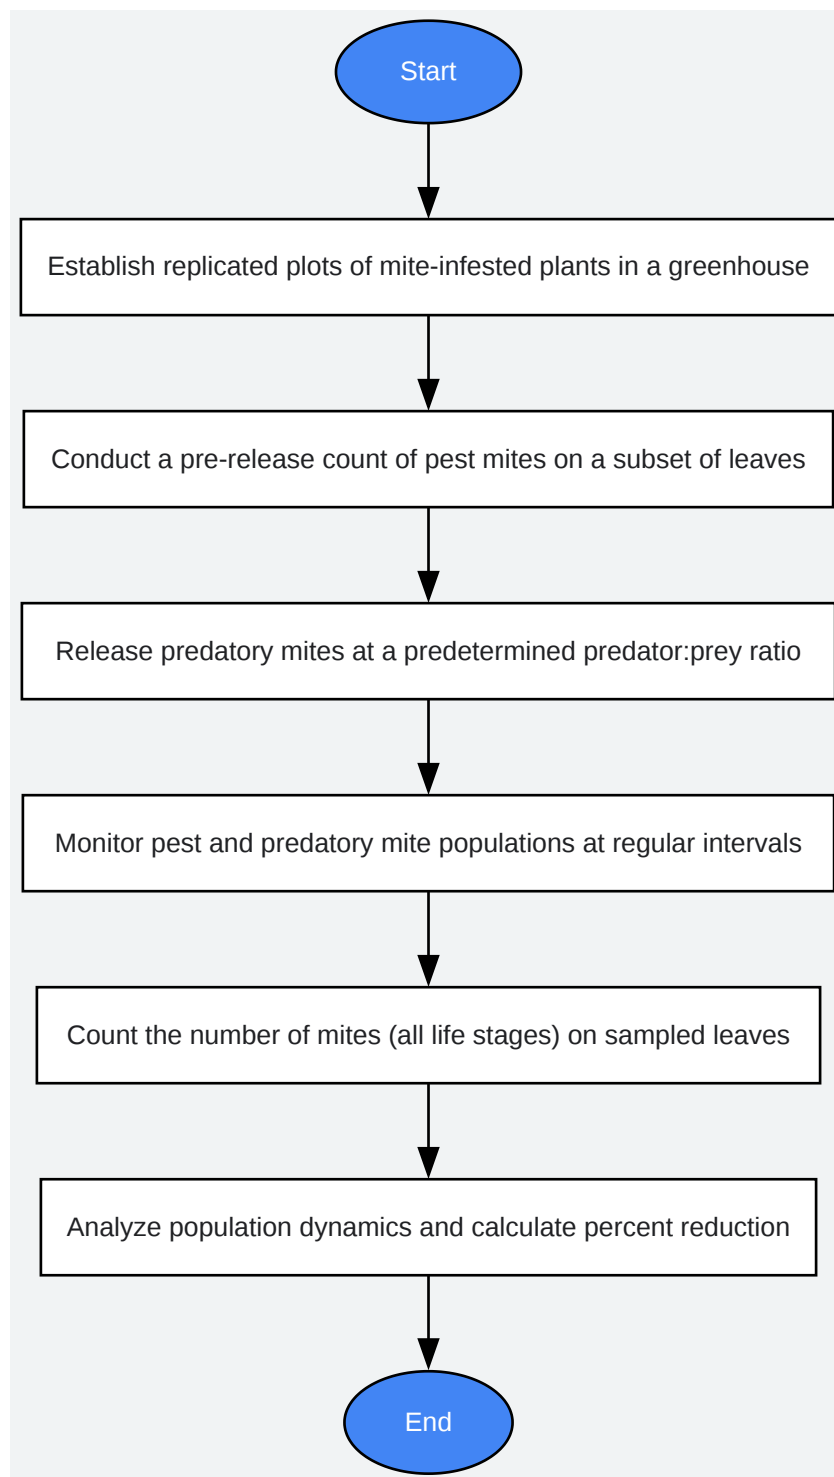 Start
Establish replicated plots of mite-infested plants in a greenhouse
Conduct a pre-release count of pest mites on a subset of leaves
Release predatory mites at a predetermined predator:prey ratio
Monitor pest and predatory mite populations at regular intervals
Count the number of mites (all life stages) on sampled leaves
Analyze population dynamics and calculate percent reduction
End